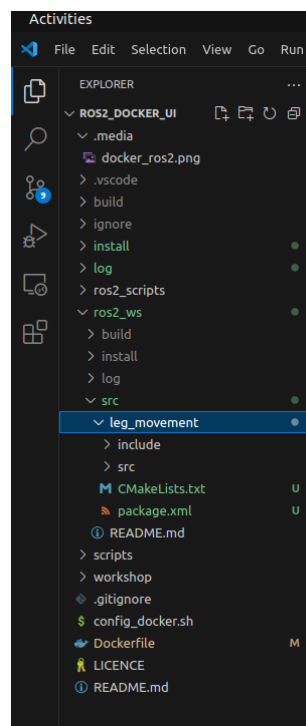 Activities
File Edit Selection View Go Run
EXPLORER ...
ROS2_DOCKER_UI
.media
docker_ros2.png
.vscode
build
ignore
install
log
ros2_scripts
ros2_ws
build
install
log
src
leg_movement
include
src
M CMakeLists.txt U
package.xml U
README.md
scripts
workshop
.gitignore
$ config_docker.sh
Dockerfile M
LICENCE
README.md
9